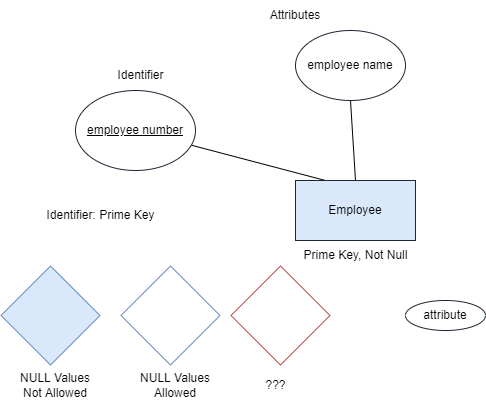 Attributes
employee name
Identifier
employee number
Employee
Identifier: Prime Key
Prime Key, Not Null
attribute
NULL Values
Not Allowed
NULL Values
Allowed
???